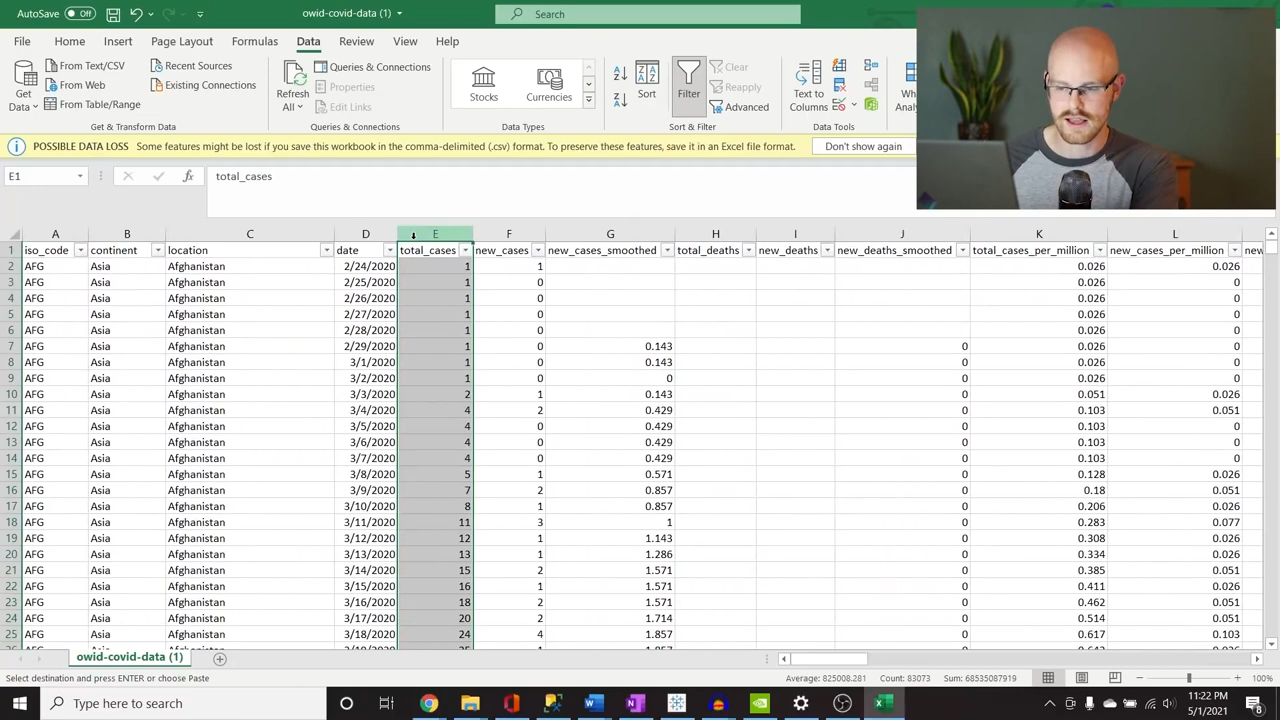 AutoSave Off owid-covid-data (1) Search
File Home Insert Page Layout Formulas Data Review View Help
Get Data From Text/CSV From Web From Table/Range Recent Sources Existing Connections
Refresh All Queries & Connections Properties Edit Links
Stocks Currencies
Sort Filter Clear Reapply Advanced
Text to Columns
Get & Transform Data Queries & Connections Data Types Sort & Filter Data Tools
POSSIBLE DATA LOSS Some features might be lost if you save this workbook in the comma-delimited (.csv) format. To preserve these features, save it in an Excel file format. Don't show again
E1 fx total_cases
A B C D E F G H I J K L
1 iso_code continent location date total_cases new_cases new_cases_smoothed total_deaths new_deaths new_deaths_smoothed total_cases_per_million new_cases_per_million
2 AFG Asia Afghanistan 2/24/2020 1 1 0.026 0.026
3 AFG Asia Afghanistan 2/25/2020 1 0 0.026 0
4 AFG Asia Afghanistan 2/26/2020 1 0 0.026 0
5 AFG Asia Afghanistan 2/27/2020 1 0 0.026 0
6 AFG Asia Afghanistan 2/28/2020 1 0 0.026 0
7 AFG Asia Afghanistan 2/29/2020 1 0 0.143 0 0.026 0
8 AFG Asia Afghanistan 3/1/2020 1 0 0.143 0 0.026 0
9 AFG Asia Afghanistan 3/2/2020 1 0 0 0 0.026 0
10 AFG Asia Afghanistan 3/3/2020 2 1 0.143 0 0.051 0.026
11 AFG Asia Afghanistan 3/4/2020 4 2 0.429 0 0.103 0.051
12 AFG Asia Afghanistan 3/5/2020 4 0 0.429 0 0.103 0
13 AFG Asia Afghanistan 3/6/2020 4 0 0.429 0 0.103 0
14 AFG Asia Afghanistan 3/7/2020 4 0 0.429 0 0.103 0
15 AFG Asia Afghanistan 3/8/2020 5 1 0.571 0 0.128 0.026
16 AFG Asia Afghanistan 3/9/2020 7 2 0.857 0 0.18 0.051
17 AFG Asia Afghanistan 3/10/2020 8 1 0.857 0 0.206 0.026
18 AFG Asia Afghanistan 3/11/2020 11 3 1 0 0.283 0.077
19 AFG Asia Afghanistan 3/12/2020 12 1 1.143 0 0.308 0.026
20 AFG Asia Afghanistan 3/13/2020 13 1 1.286 0 0.334 0.026
21 AFG Asia Afghanistan 3/14/2020 15 2 1.571 0 0.385 0.051
22 AFG Asia Afghanistan 3/15/2020 16 1 1.571 0 0.411 0.026
23 AFG Asia Afghanistan 3/16/2020 18 2 1.571 0 0.462 0.051
24 AFG Asia Afghanistan 3/17/2020 20 2 1.714 0 0.514 0.051
25 AFG Asia Afghanistan 3/18/2020 24 4 1.857 0 0.617 0.103
owid-covid-data (1)
Select destination and press ENTER or choose Paste Average: 825008.281 Count: 83073 Sum: 68535087919 100%
Type here to search 11:22 PM
5/1/2021 8